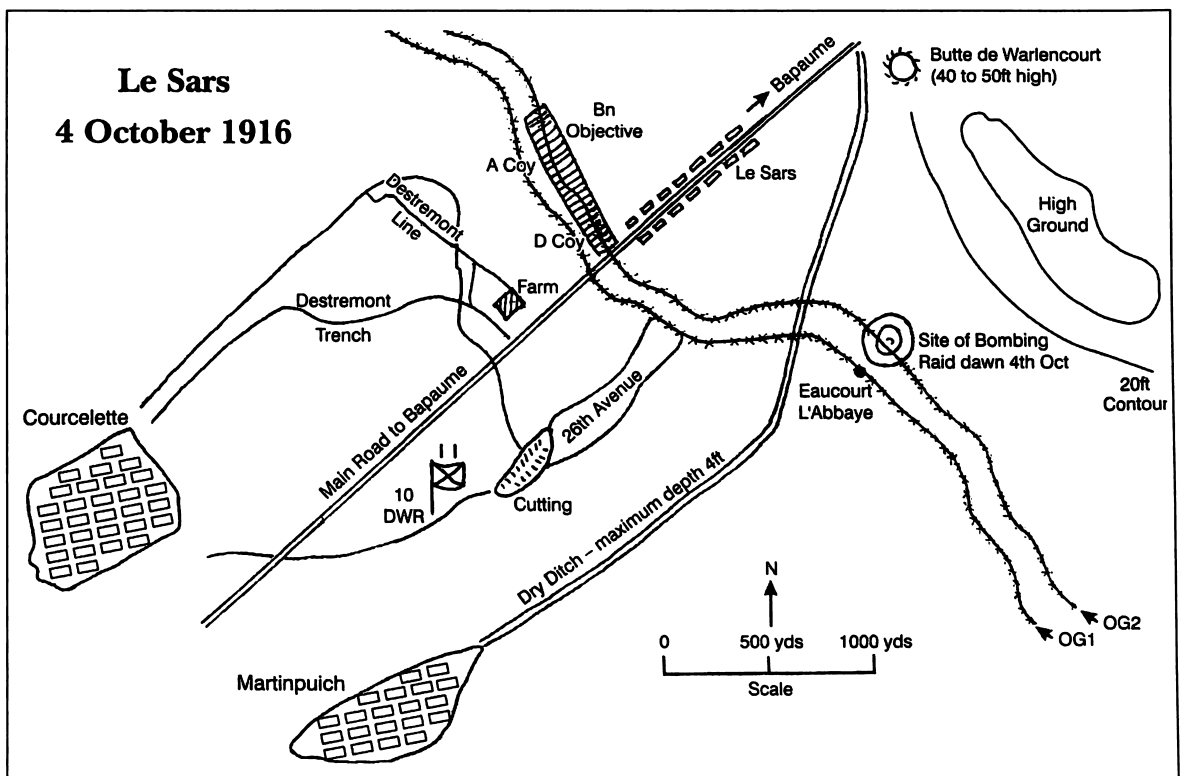 Le Sars
4 October 1916
Bapaume
Butte de Warlencourt
(40 to 50ft high)
Bn
Objective
A Coy
Le Sars
Destremont
Line
High
Ground
D Coy
Farm
Destremont
Trench
Site of Bombing
Raid dawn 4th Oct
20ft
Contour
Eaucourt
L'Abbaye
Courcelette
Main Road to Bapaume
26th Avenue
10
DWR
Cutting
Dry Ditch – maximum depth 4ft
N
0 500 yds 1000 yds
Scale
OG2
OG1
Martinpuich